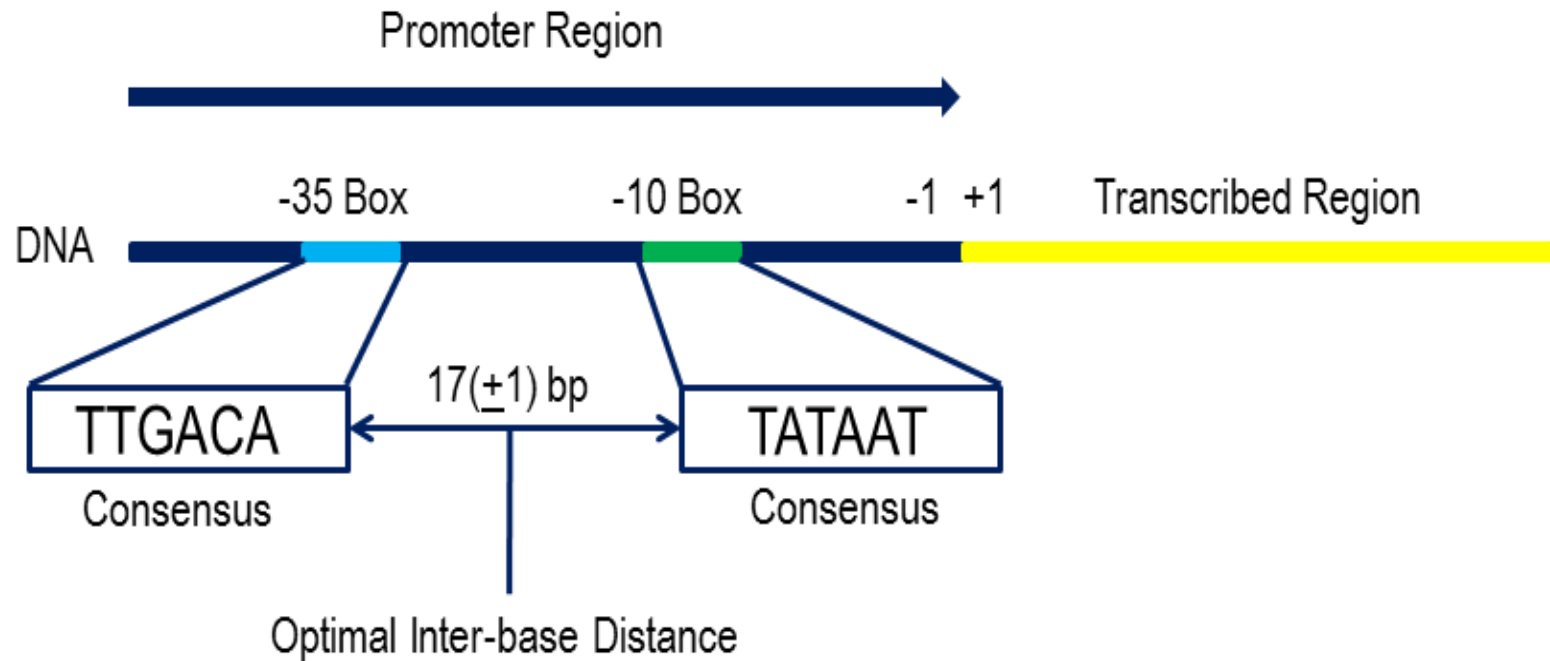 Promoter Region
-35 Box -10 Box -1 +1 Transcribed Region
DNA
17(±1) bp
TTGACA TATAAT
Consensus Consensus
Optimal Inter-base Distance